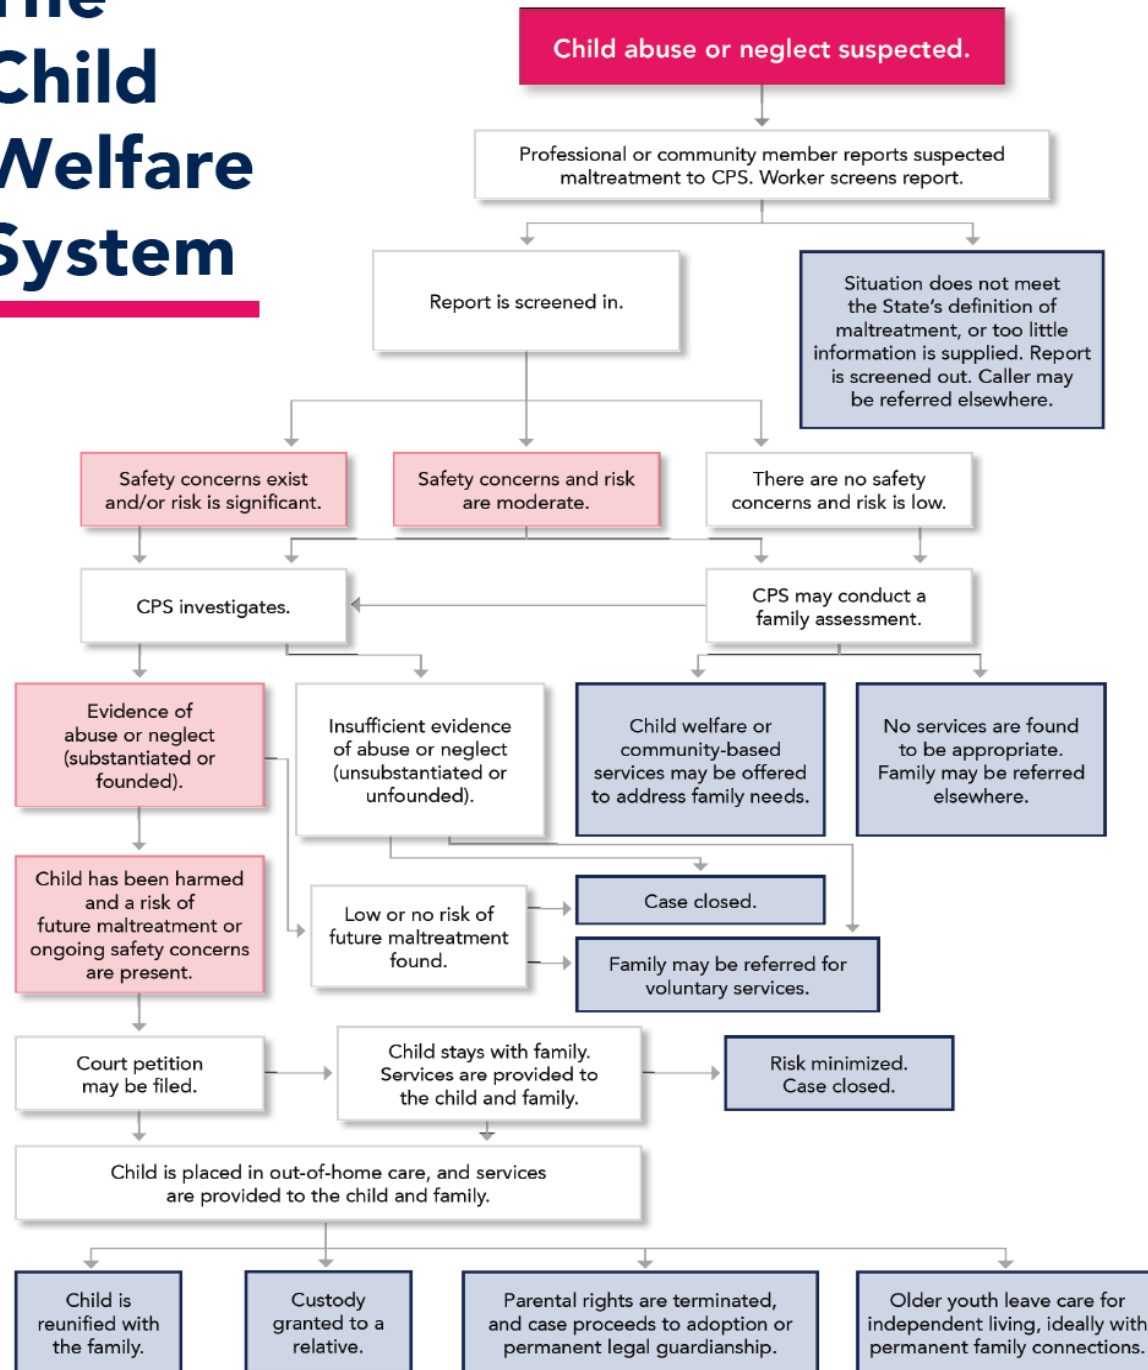 The
Child
Welfare
System
Child abuse or neglect suspected.
Professional or community member reports suspected
maltreatment to CPS. Worker screens report.
Report is screened in.
Situation does not meet
the State's definition of
maltreatment, or too little
information is supplied. Report
is screened out. Caller may
be referred elsewhere.
Safety concerns exist
and/or risk is significant.
Safety concerns and risk
are moderate.
There are no safety
concerns and risk is low.
CPS investigates.
CPS may conduct a
family assessment.
Evidence of
abuse or neglect
(substantiated or
founded).
Insufficient evidence
of abuse or neglect
(unsubstantiated or
unfounded).
Child welfare or
community-based
services may be offered
to address family needs.
No services are found
to be appropriate.
Family may be referred
elsewhere.
Child has been harmed
and a risk of
future maltreatment or
ongoing safety concerns
are present.
Low or no risk of
future maltreatment
found.
Case closed.
Family may be referred for
voluntary services.
Court petition
may be filed.
Child stays with family.
Services are provided to
the child and family.
Risk minimized.
Case closed.
Child is placed in out-of-home care, and services
are provided to the child and family.
Child is
reunified with
the family.
Custody
granted to a
relative.
Parental rights are terminated,
and case proceeds to adoption or
permanent legal guardianship.
Older youth leave care for
independent living, ideally with
permanent family connections.